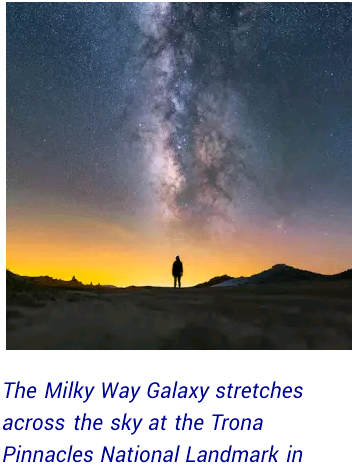 The Milky Way Galaxy stretches
across the sky at the Trona
Pinnacles National Landmark in